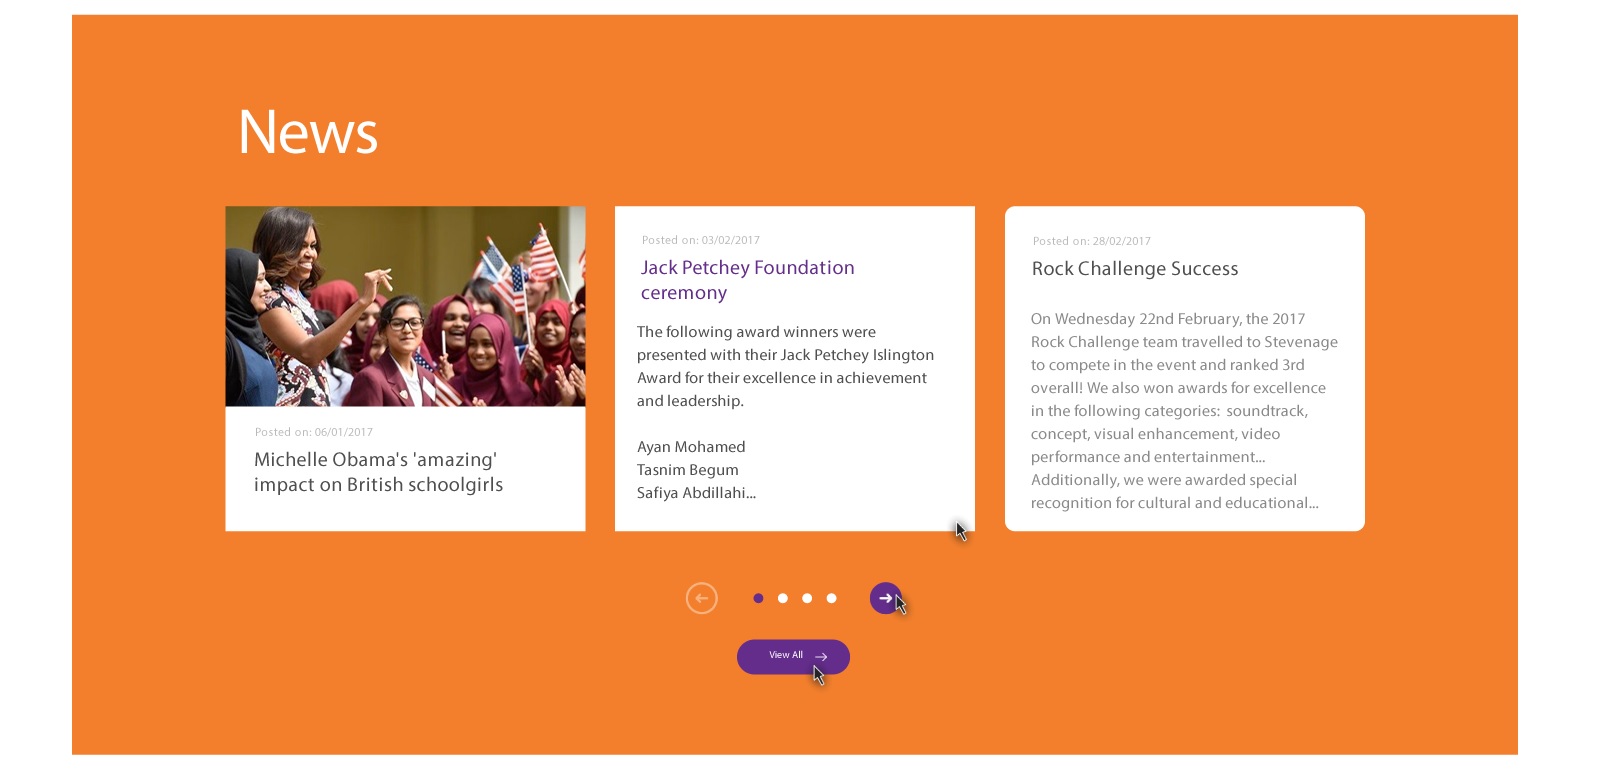 News
Posted on: 06/01/2017
Michelle Obama's 'amazing'
impact on British schoolgirls
Posted on: 03/02/2017
Jack Petchey Foundation
ceremony
The following award winners were
presented with their Jack Petchey Islington
Award for their excellence in achievement
and leadership.
Ayan Mohamed
Tasnim Begum
Safiya Abdillahi...
Posted on: 28/02/2017
Rock Challenge Success
On Wednesday 22nd February, the 2017
Rock Challenge team travelled to Stevenage
to compete in the event and ranked 3rd
overall! We also won awards for excellence
in the following categories:  soundtrack,
concept, visual enhancement, video
performance and entertainment...
Additionally, we were awarded special
recognition for cultural and educational...
View All